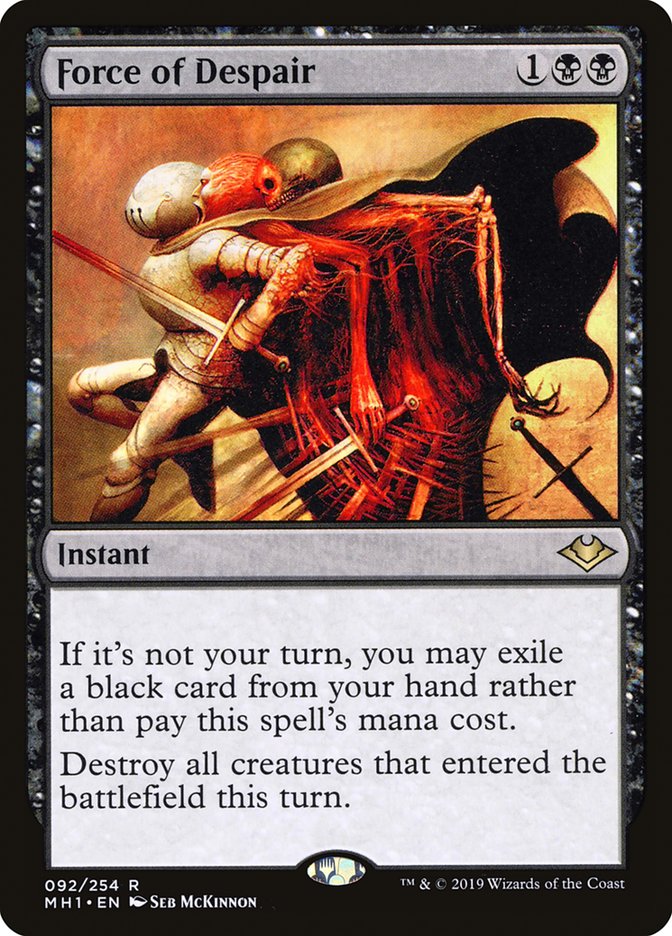 Force of Despair 1
Instant
If it's not your turn, you may exile
a black card from your hand rather
than pay this spell's mana cost.
Destroy all creatures that entered the
battlefield this turn.
092/254 R
MH1 • EN Seb McKinnon
™ & © 2019 Wizards of the Coast